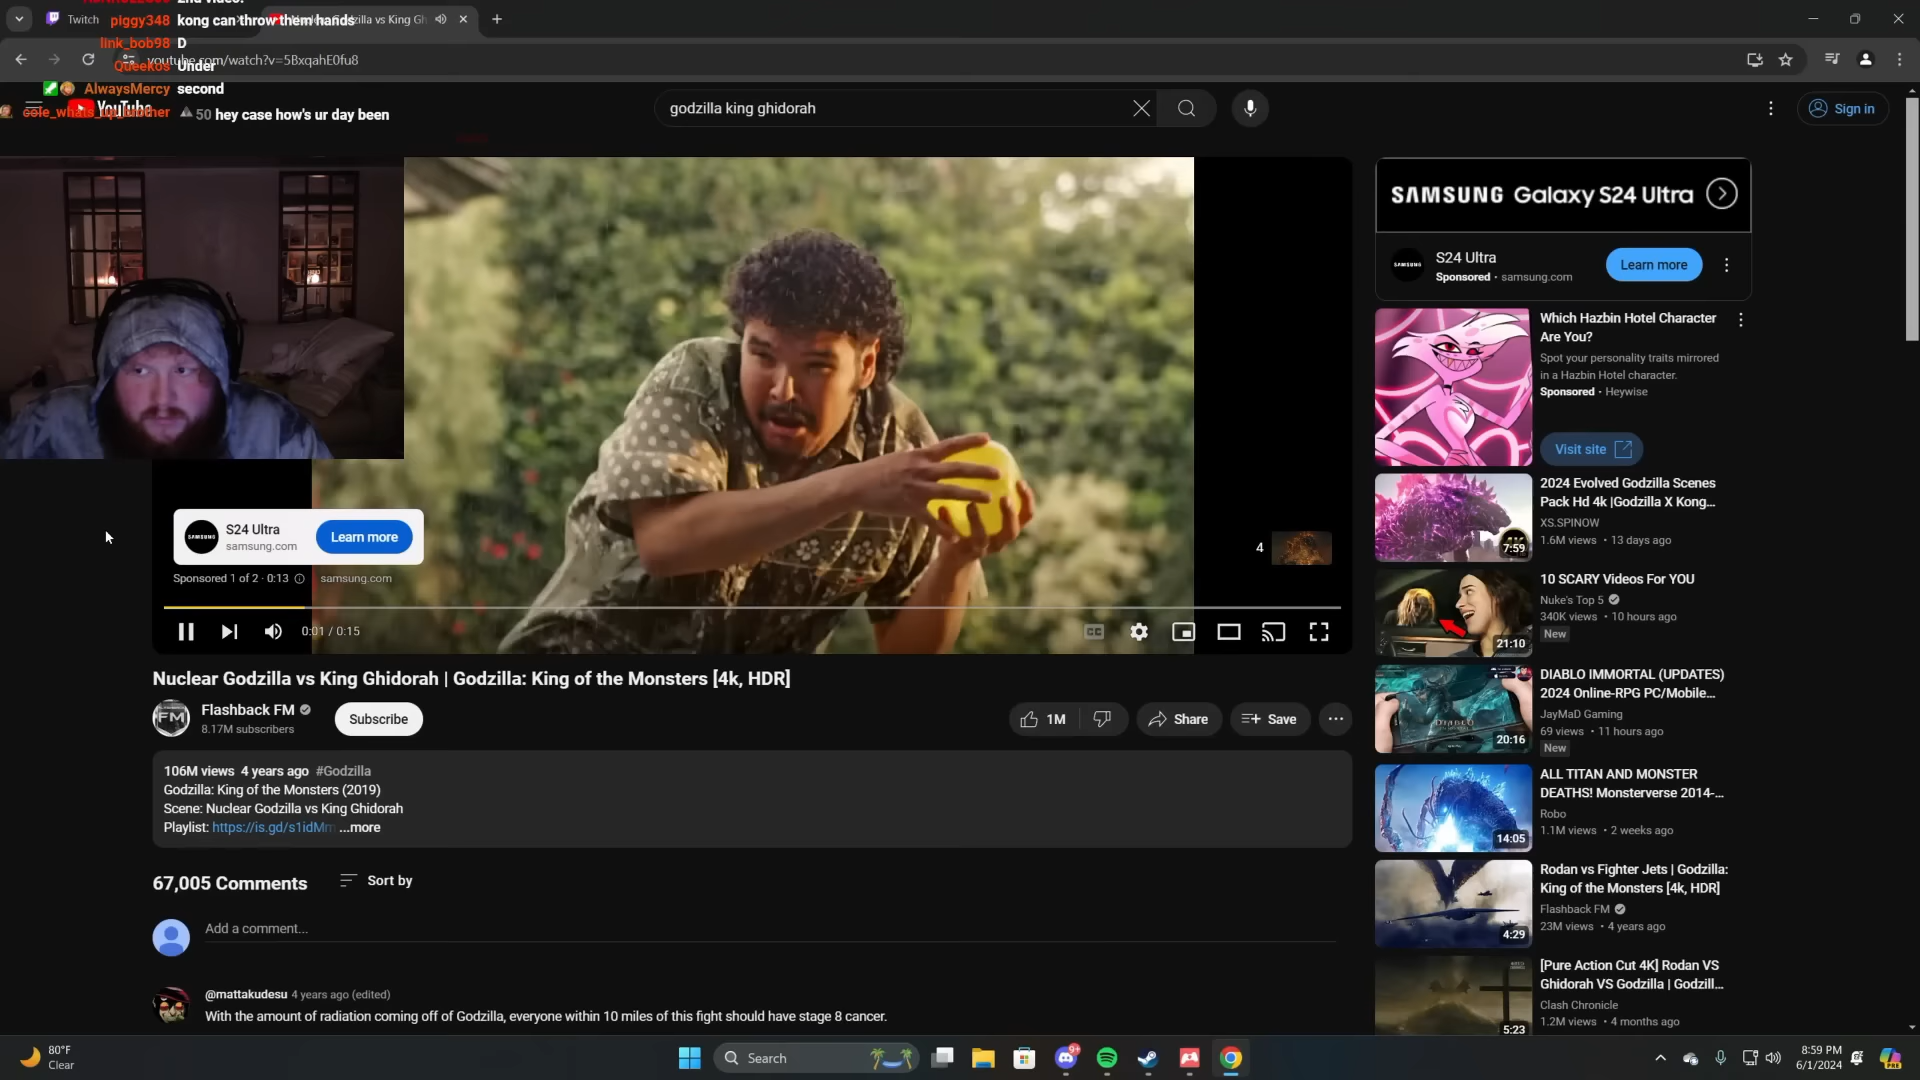 2nd video?
Twitch
piggy348 kong can throw them hands
link_bob98 D
Queekos Under
youtube.com/watch?v=5BxqahE0fu8
AlwaysMercy second
cole_whats_up_brother 50 hey case how's ur day been
YouTube
godzilla king ghidorah
Sign in
SAMSUNG Galaxy S24 Ultra
SAMSUNG
S24 Ultra
Sponsored • samsung.com
Learn more
Which Hazbin Hotel Character
Are You?
Spot your personality traits mirrored
in a Hazbin Hotel character.
Sponsored • Heywise
Visit site
2024 Evolved Godzilla Scenes
Pack Hd 4k |Godzilla X Kong...
XS.SPINOW
1.6M views • 13 days ago
7:59
10 SCARY Videos For YOU
Nuke's Top 5
340K views • 10 hours ago
New
21:10
DIABLO IMMORTAL (UPDATES)
2024 Online-RPG PC/Mobile...
JayMaD Gaming
69 views • 11 hours ago
New
20:16
ALL TITAN AND MONSTER
DEATHS! Monsterverse 2014-...
Robo
1.1M views • 2 weeks ago
14:05
Rodan vs Fighter Jets | Godzilla:
King of the Monsters [4k, HDR]
Flashback FM
23M views • 4 years ago
4:29
[Pure Action Cut 4K] Rodan VS
Ghidorah VS Godzilla | Godzill...
Clash Chronicle
1.2M views • 4 months ago
5:23
SAMSUNG
S24 Ultra
samsung.com
Learn more
4
Sponsored 1 of 2 · 0:13 samsung.com
0:01 / 0:15
CC
Nuclear Godzilla vs King Ghidorah | Godzilla: King of the Monsters [4k, HDR]
FM
Flashback FM
8.17M subscribers
Subscribe
1M
Share
Save
106M views 4 years ago #Godzilla
Godzilla: King of the Monsters (2019)
Scene: Nuclear Godzilla vs King Ghidorah
Playlist: https://is.gd/s1idMm ...more
67,005 Comments
Sort by
Add a comment...
@mattakudesu 4 years ago (edited)
With the amount of radiation coming off of Godzilla, everyone within 10 miles of this fight should have stage 8 cancer.
80°F
Clear
Search
9+
8:59 PM
6/1/2024
PRE